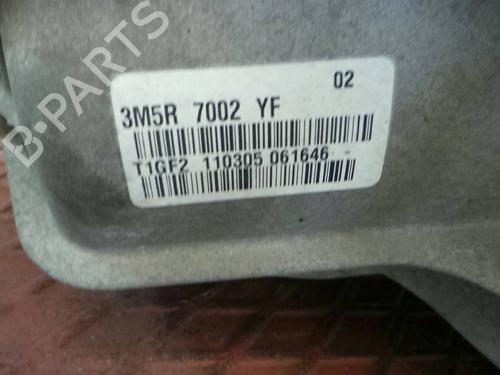 B-PARTS
02
3M5R 7002 YF
T1GF2 110305 061646 -